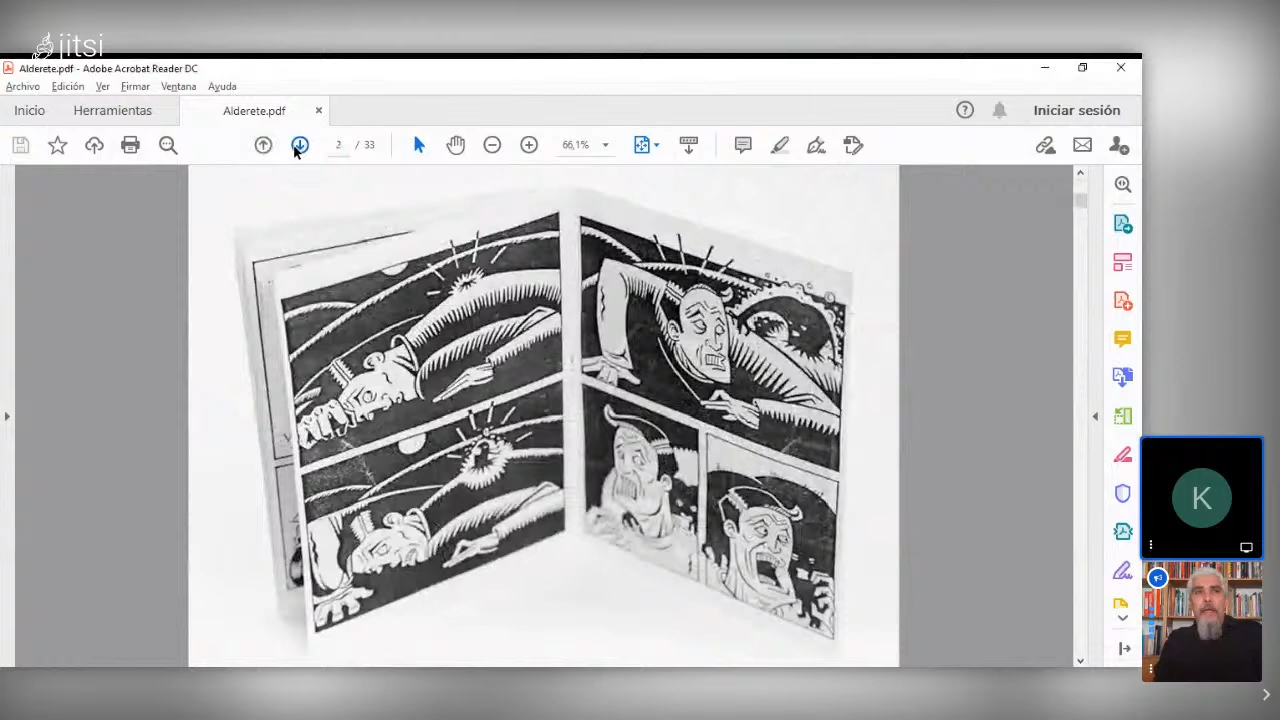 jitsi
Alderete.pdf - Adobe Acrobat Reader DC
Archivo Edición Ver Firmar Ventana Ayuda
Inicio Herramientas Alderete.pdf × Iniciar sesión
2 / 33 66,1%
K